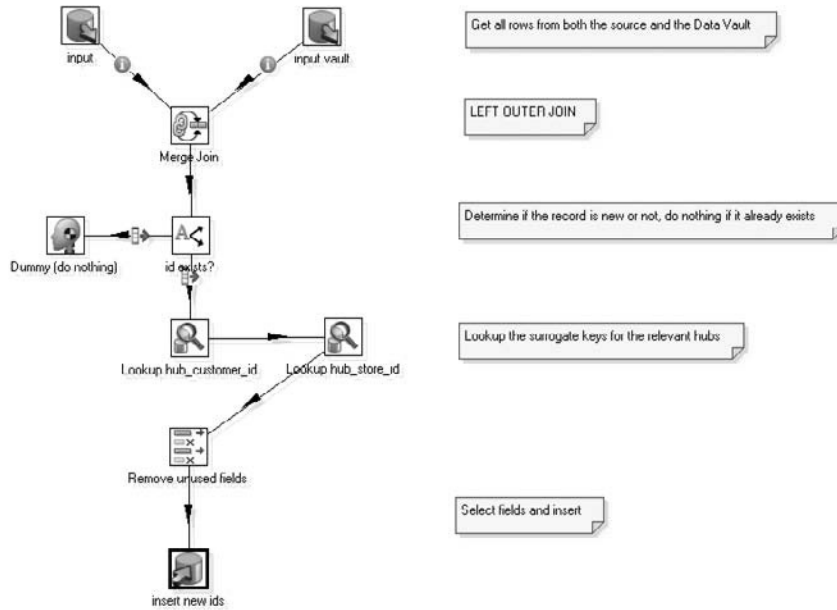 input
input vault
Get all rows from both the source and the Data Vault
Merge Join
LEFT OUTER JOIN
Dummy (do nothing)
id exists?
Determine if the record is new or not, do nothing if it already exists
Lookup hub_customer_id
Lookup hub_store_id
Lookup the surrogate keys for the relevant hubs
Remove unused fields
Select fields and insert
insert new ids